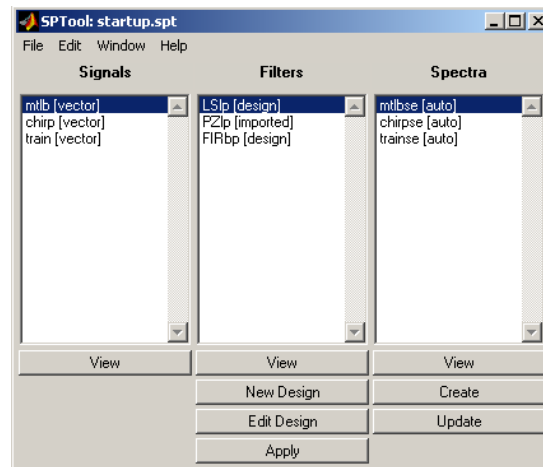 SPTool: startup.spt
File Edit Window Help
Signals Filters Spectra
mtlb [vector]
chirp [vector]
train [vector]
LSlp [design]
PZlp [imported]
FIRbp [design]
mtlbse [auto]
chirpse [auto]
trainse [auto]
View View View
New Design Create
Edit Design Update
Apply